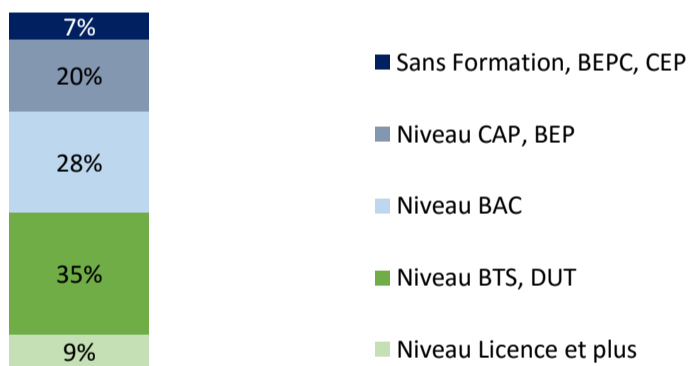 7%
20%
28%
35%
9%
Sans Formation, BEPC, CEP
Niveau CAP, BEP
Niveau BAC
Niveau BTS, DUT
Niveau Licence et plus